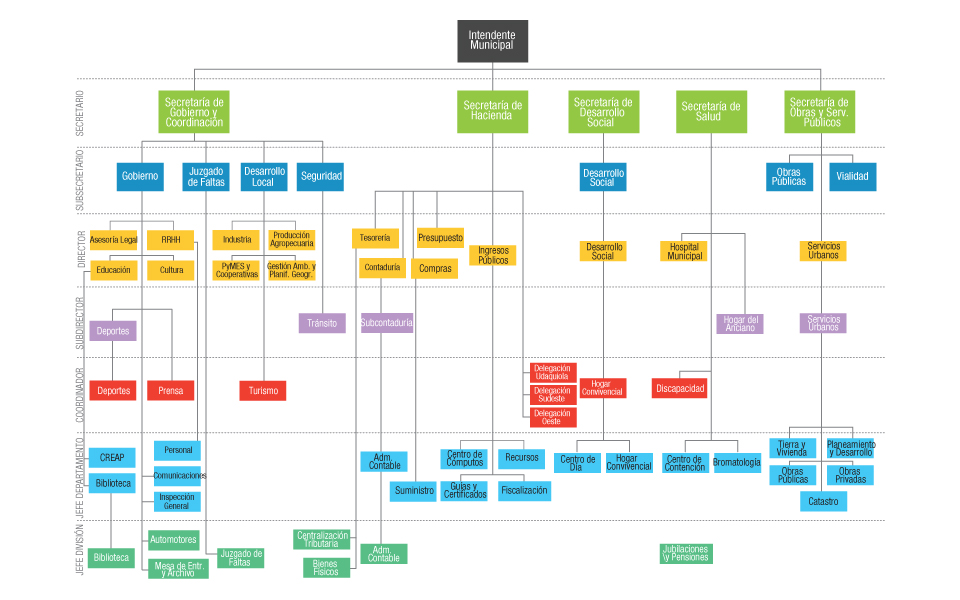 Intendente
Municipal
SECRETARIO
Secretaría de
Gobierno y
Coordinación
Secretaría de
Hacienda
Secretaría de
Desarrollo
Social
Secretaría de
Salud
Secretaría de
Obras y Serv.
Públicos
SUBSECRETARIO
Gobierno
Juzgado
de Faltas
Desarrollo
Local
Seguridad
Desarrollo
Social
Obras
Públicas
Vialidad
DIRECTOR
Asesoría Legal
RRHH
Industria
Producción
Agropecuaria
Tesorería
Presupuesto
Ingresos
Públicos
Desarrollo
Social
Hospital
Municipal
Servicios
Urbanos
Educación
Cultura
PyMES y
Cooperativas
Gestión Amb. y
Planif. Geogr.
Contaduría
Compras
SUBDIRECTOR
Deportes
Tránsito
Subcontaduría
Hogar del
Anciano
Servicios
Urbanos
COORDINADOR
Deportes
Prensa
Turismo
Delegación
Udaquiola
Delegación
Sudeste
Delegación
Oeste
Hogar
Convivencial
Discapacidad
JEFE DEPARTAMENTO
CREAP
Personal
Adm.
Contable
Centro de
Cómputos
Recursos
Centro de
Día
Hogar
Convivencial
Centro de
Contención
Bromatología
Tierra y
Vivienda
Planeamiento
y Desarrollo
Biblioteca
Comunicaciones
Inspección
General
Suministro
Guías y
Certificados
Fiscalización
Obras
Públicas
Obras
Privadas
Catastro
JEFE DIVISIÓN
Biblioteca
Automotores
Mesa de Entr.
y Archivo
Juzgado de
Faltas
Centralización
Tributaria
Bienes
Físicos
Adm.
Contable
Jubilaciones
\y Pensiones